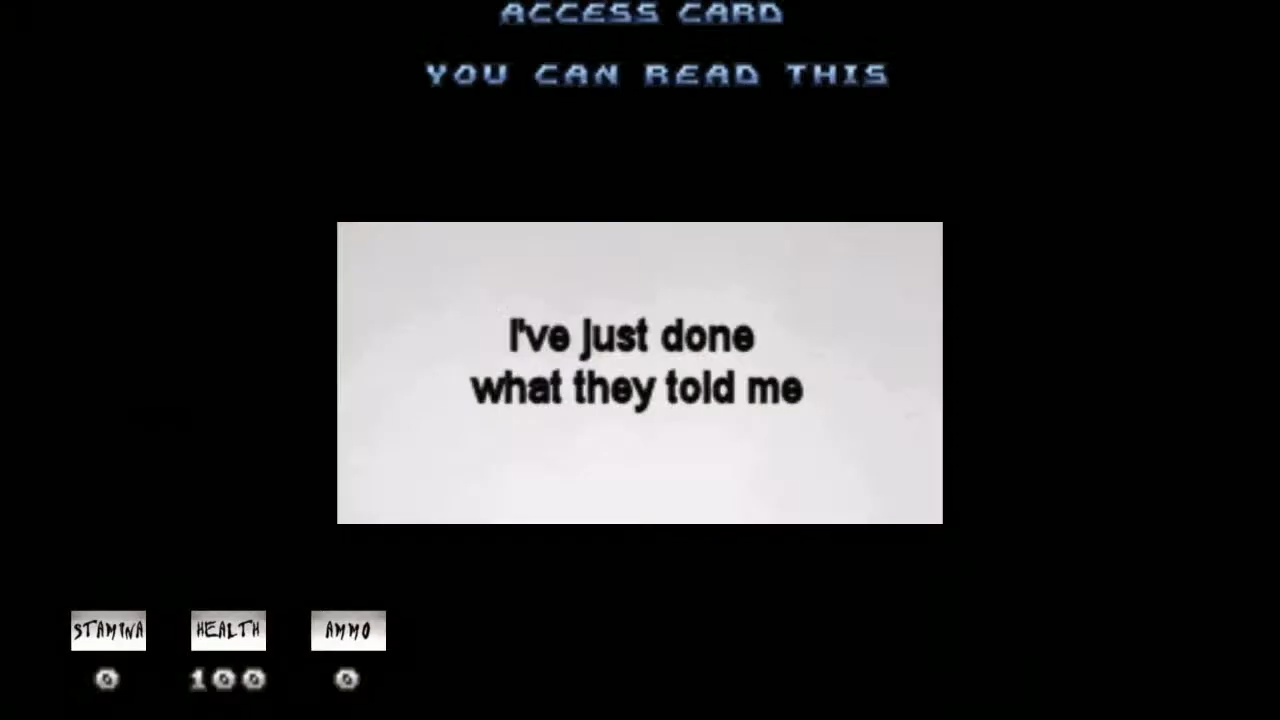 ACCESS CARD
YOU CAN READ THIS
I've just done
what they told me
STAMINA HEALTH AMMO
0 100 0